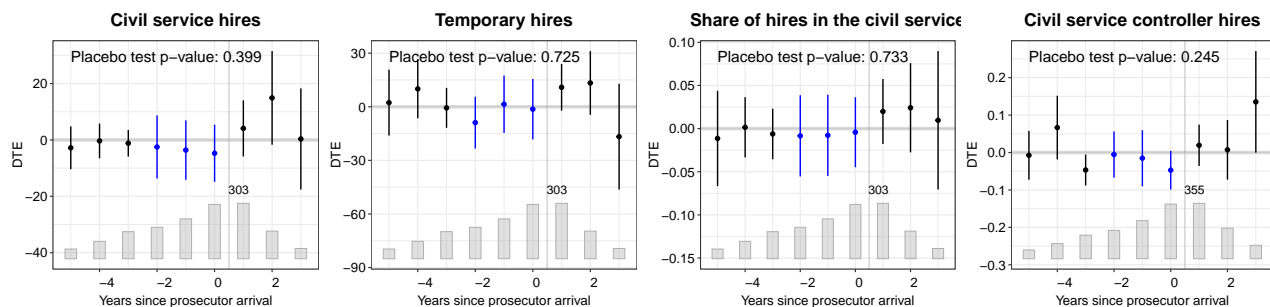 Civil service hires
Placebo test p−value: 0.399
20
0
−20
−40
DTE
303
−4
−2
0
2
Years since prosecutor arrival
Temporary hires
Placebo test p−value: 0.725
30
0
−30
−60
−90
DTE
303
−4
−2
0
2
Years since prosecutor arrival
Share of hires in the civil service
Placebo test p−value: 0.733
0.10
0.05
0.00
−0.05
−0.10
−0.15
DTE
303
−4
−2
0
2
Years since prosecutor arrival
Civil service controller hires
Placebo test p−value: 0.245
0.2
0.1
0.0
−0.1
−0.2
−0.3
DTE
355
−4
−2
0
2
Years since prosecutor arrival